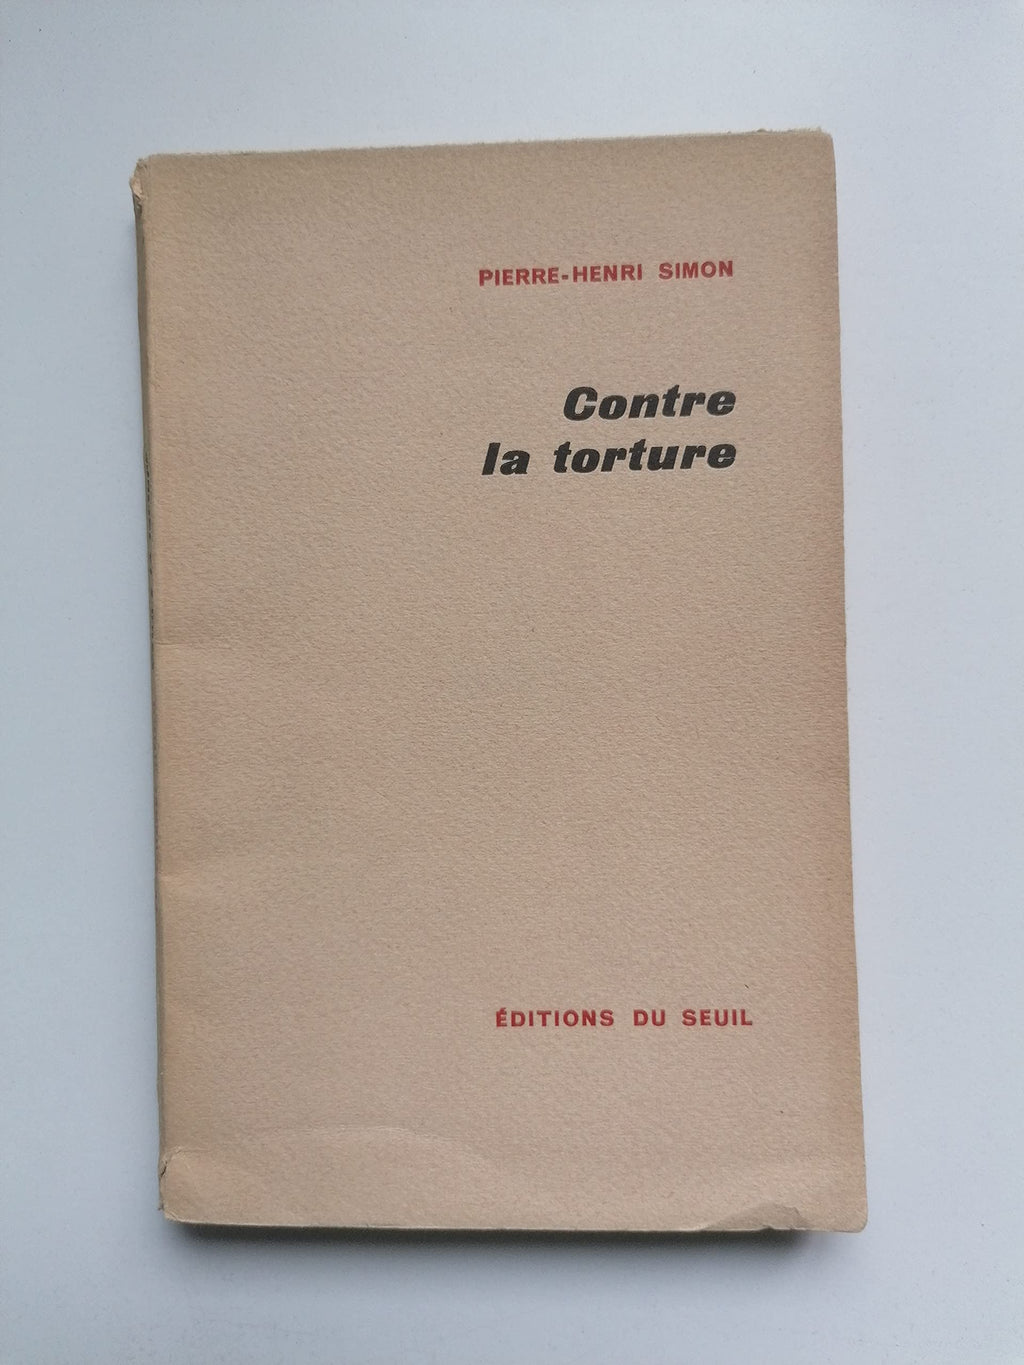 PIERRE-HENRI SIMON
Contre
la torture
ÉDITIONS DU SEUIL